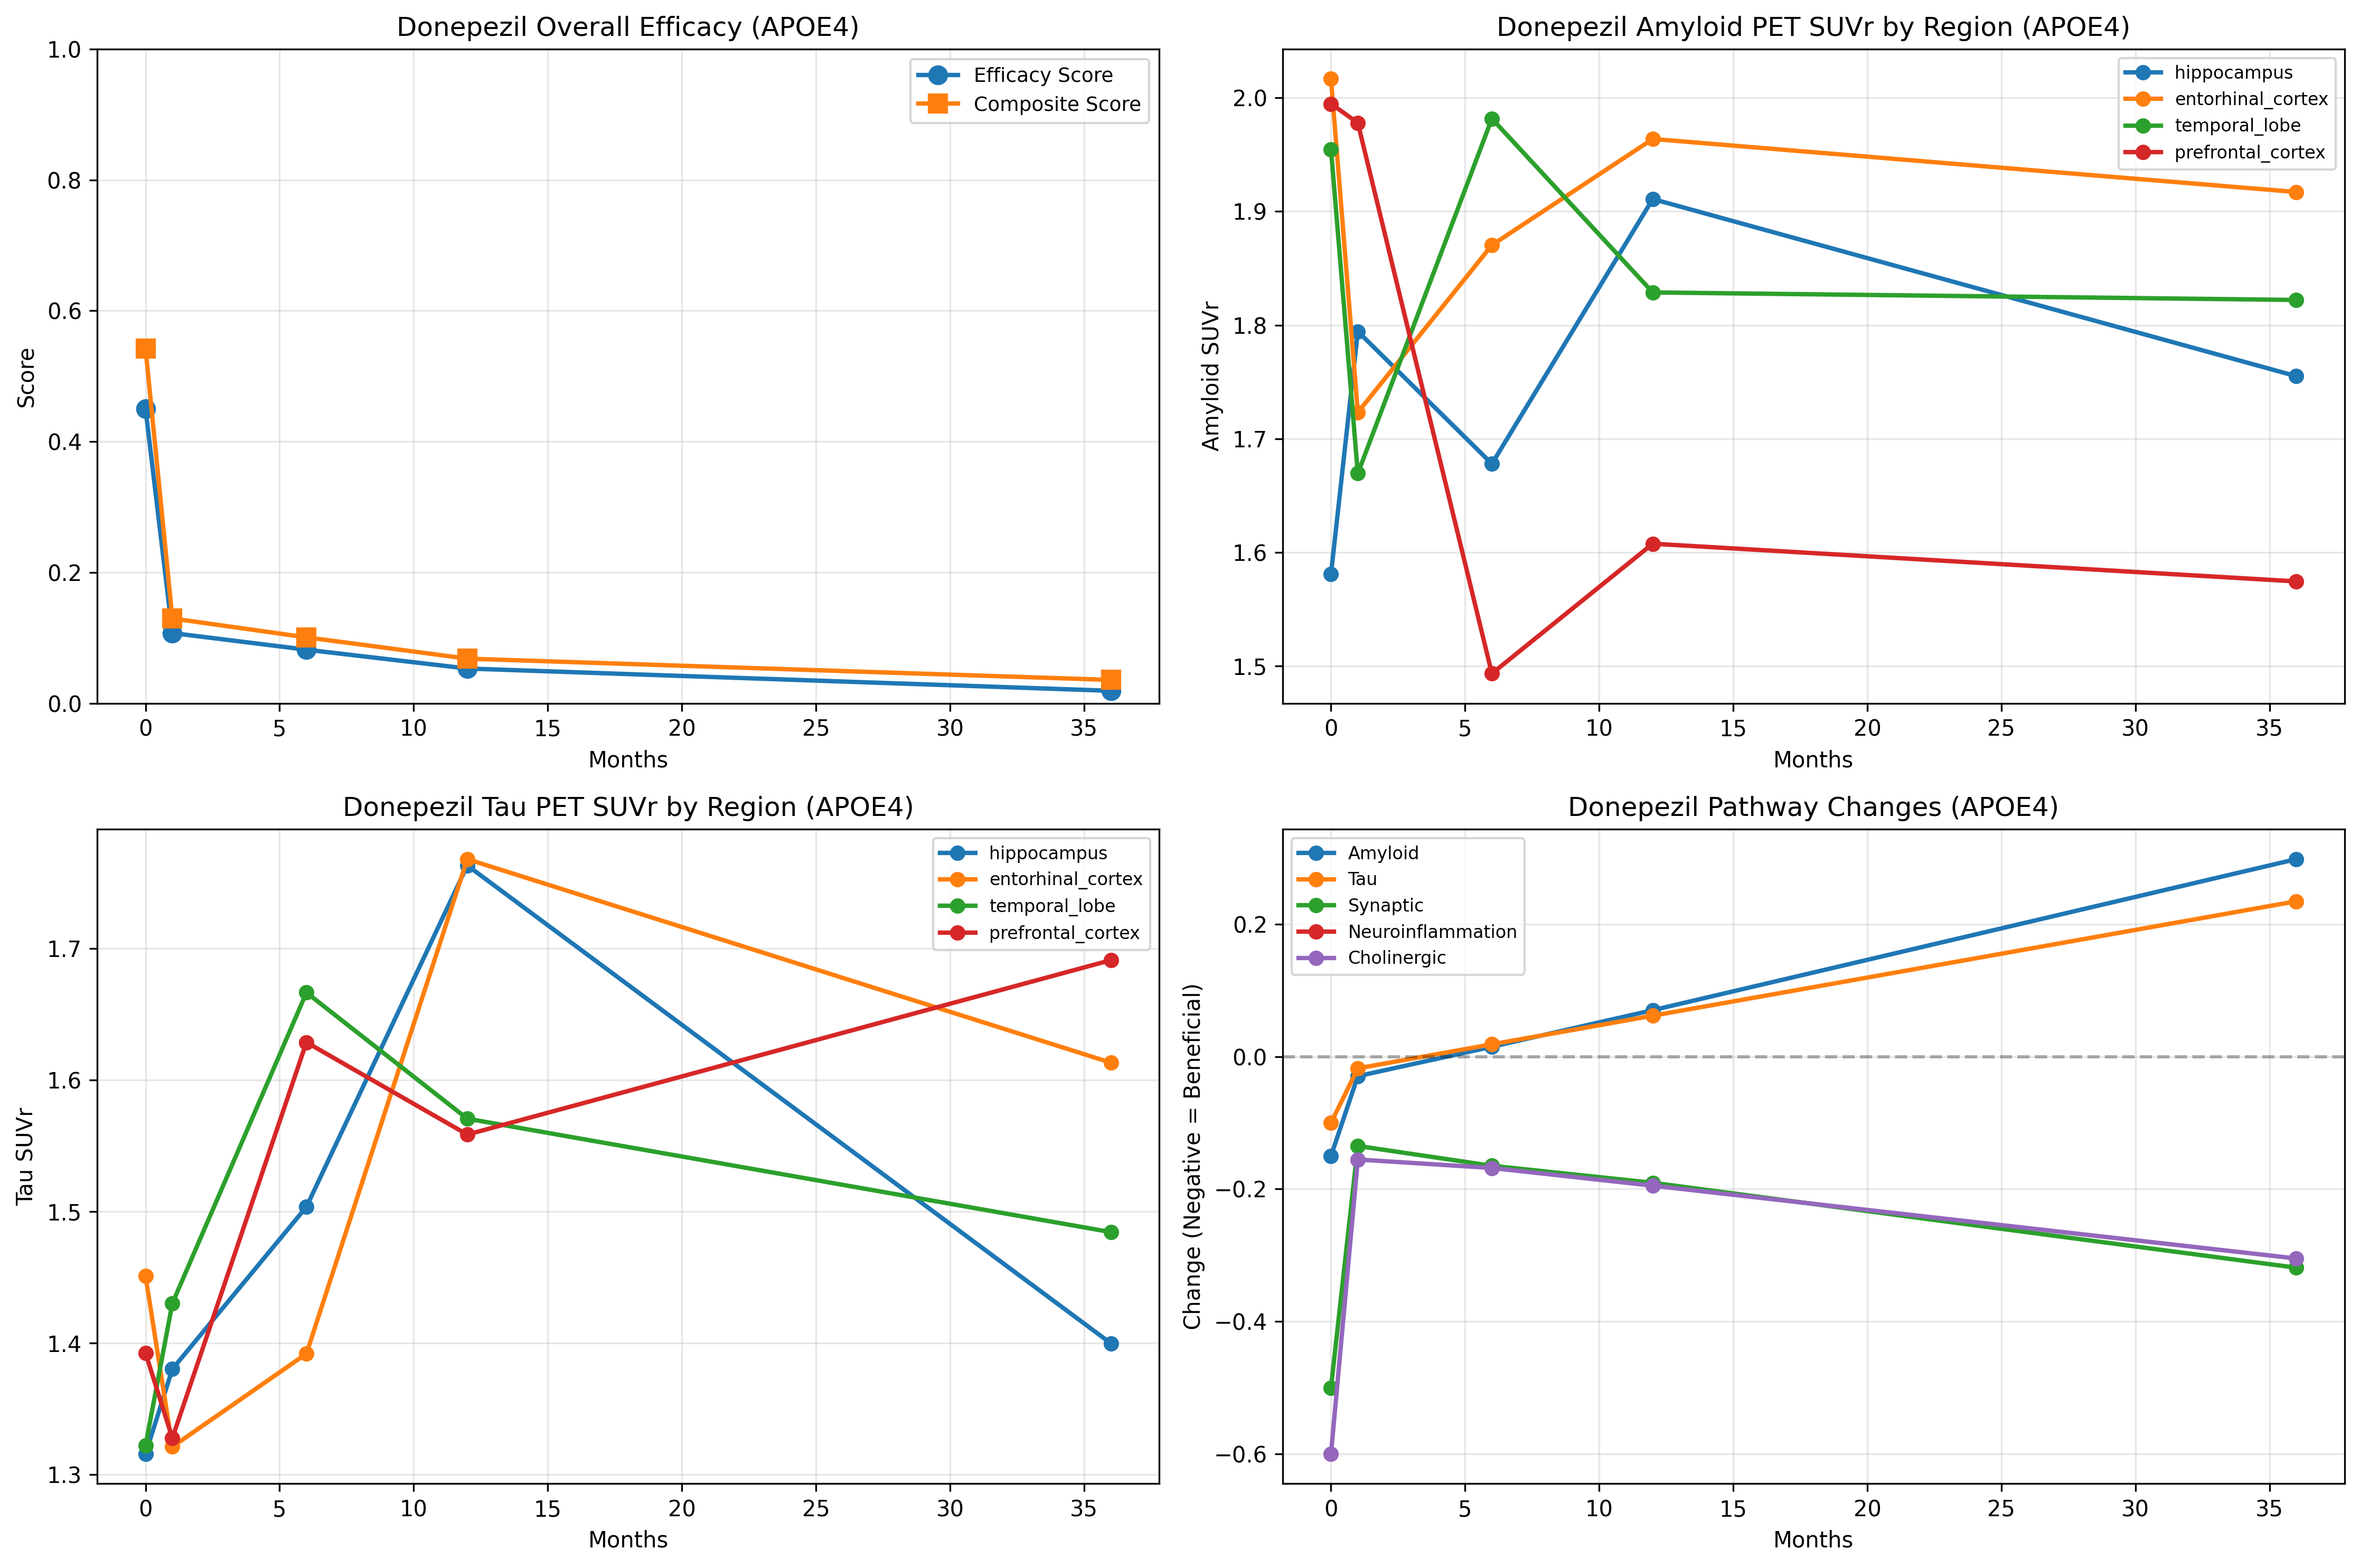 Donepezil Overall Efficacy (APOE4)
Score
1.0
0.8
0.6
0.4
0.2
0.0
Efficacy Score
Composite Score
0 5 10 15 20 25 30 35
Months
Donepezil Amyloid PET SUVr by Region (APOE4)
Amyloid SUVr
2.0
1.9
1.8
1.7
1.6
1.5
hippocampus
entorhinal_cortex
temporal_lobe
prefrontal_cortex
0 5 10 15 20 25 30 35
Months
Donepezil Tau PET SUVr by Region (APOE4)
Tau SUVr
1.7
1.6
1.5
1.4
1.3
hippocampus
entorhinal_cortex
temporal_lobe
prefrontal_cortex
0 5 10 15 20 25 30 35
Months
Donepezil Pathway Changes (APOE4)
Change (Negative = Beneficial)
0.2
0.0
−0.2
−0.4
−0.6
Amyloid
Tau
Synaptic
Neuroinflammation
Cholinergic
0 5 10 15 20 25 30 35
Months